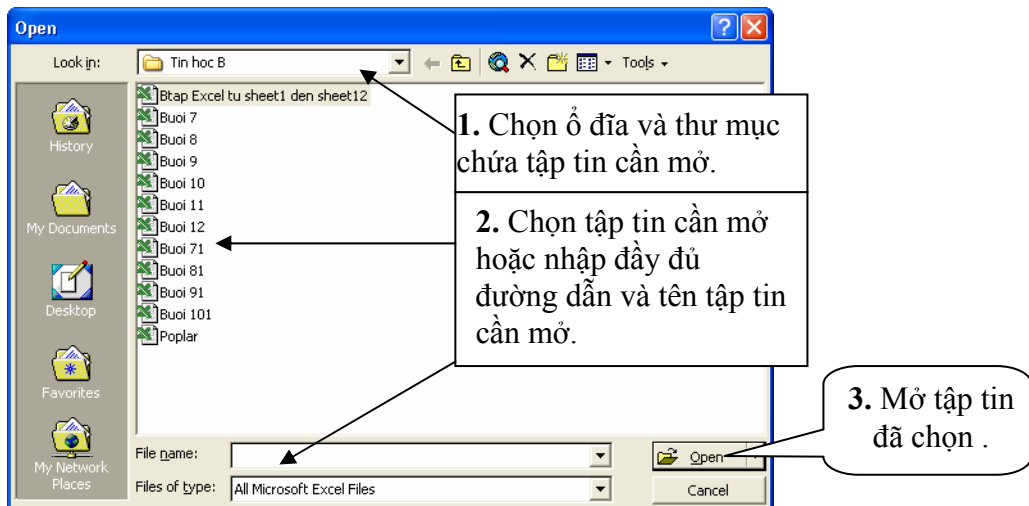 Open
Look in:
Tin hoc B
Tools
History
My Documents
Desktop
Favorites
My Network
Places
Btap Excel tu sheet1 den sheet12
Buoi 7
Buoi 8
Buoi 9
Buoi 10
Buoi 11
Buoi 12
Buoi 71
Buoi 81
Buoi 91
Buoi 101
Poplar
1. Chọn ổ đĩa và thư mục
chứa tập tin cần mở.
2. Chọn tập tin cần mở
hoặc nhập đầy đủ
đường dẫn và tên tập tin
cần mở.
3. Mở tập tin
đã chọn .
File name:
Open
Files of type:
All Microsoft Excel Files
Cancel